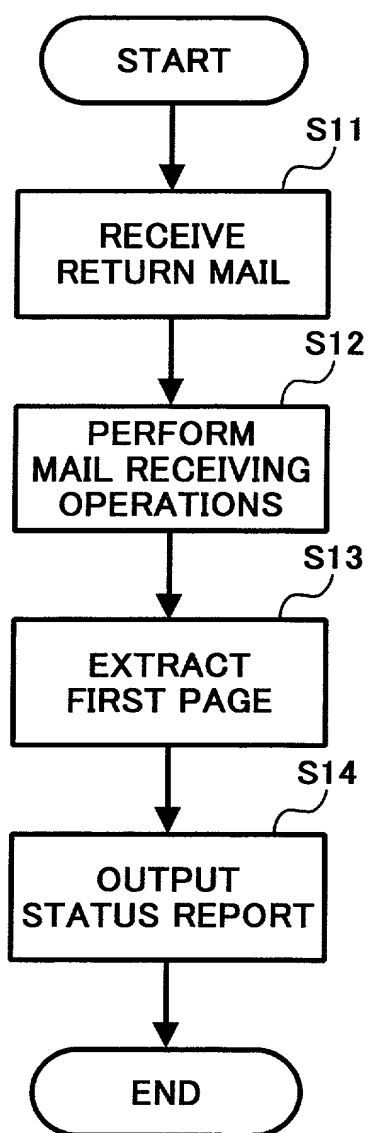 START
S11
RECEIVE
RETURN MAIL
S12
PERFORM
MAIL RECEIVING
OPERATIONS
S13
EXTRACT
FIRST PAGE
S14
OUTPUT
STATUS REPORT
END